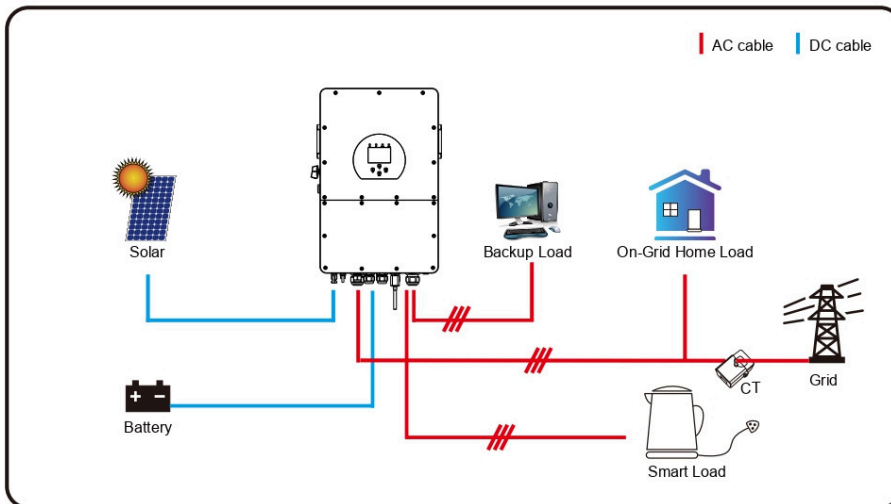 AC cable
DC cable
Solar
Backup Load
On-Grid Home Load
CT
Grid
Battery
Smart Load